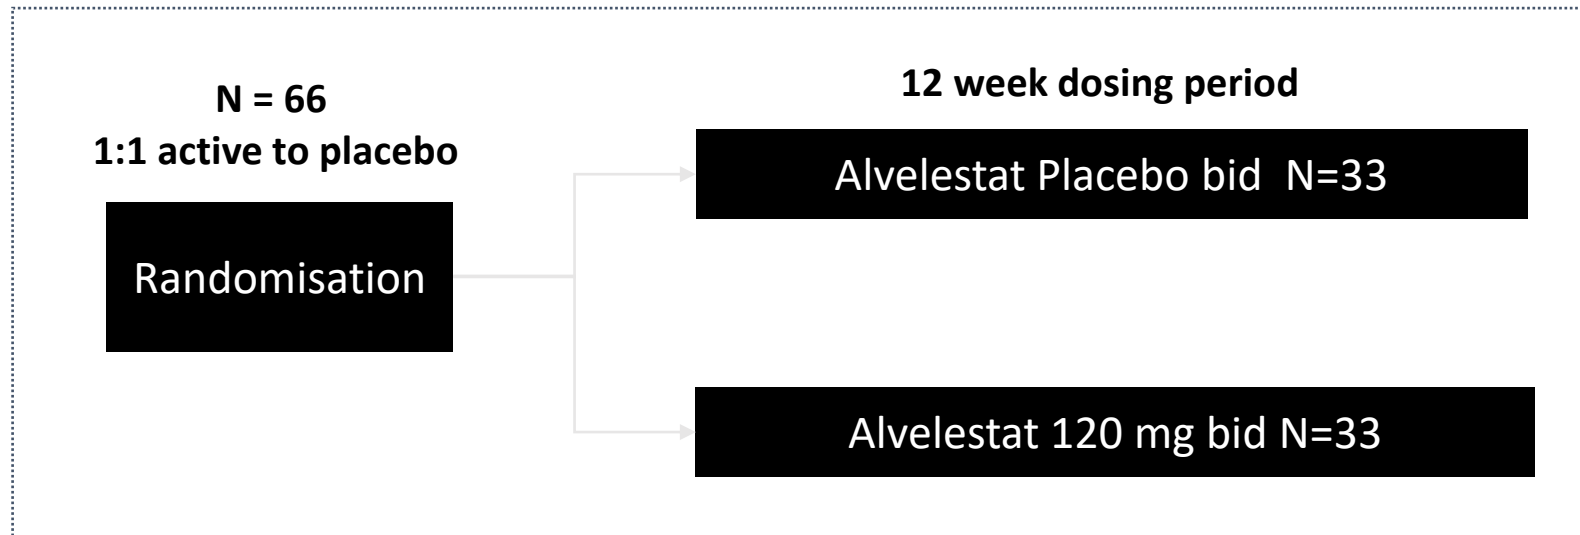 N = 66
1:1 active to placebo
Randomisation
12 week dosing period
Alvelestat Placebo bid  N=33
Alvelestat 120 mg bid N=33